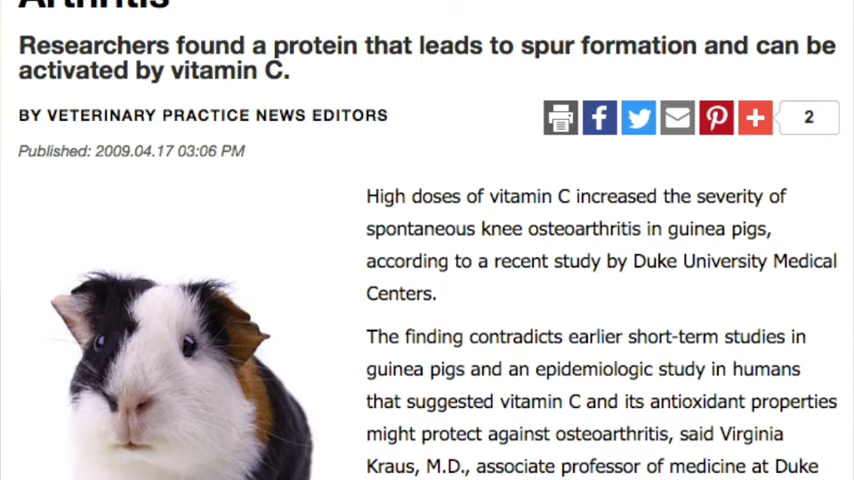 Arthritis
Researchers found a protein that leads to spur formation and can be
activated by vitamin C.
BY VETERINARY PRACTICE NEWS EDITORS
2
Published: 2009.04.17 03:06 PM
High doses of vitamin C increased the severity of
spontaneous knee osteoarthritis in guinea pigs,
according to a recent study by Duke University Medical
Centers.
The finding contradicts earlier short-term studies in
guinea pigs and an epidemiologic study in humans
that suggested vitamin C and its antioxidant properties
might protect against osteoarthritis, said Virginia
Kraus, M.D., associate professor of medicine at Duke